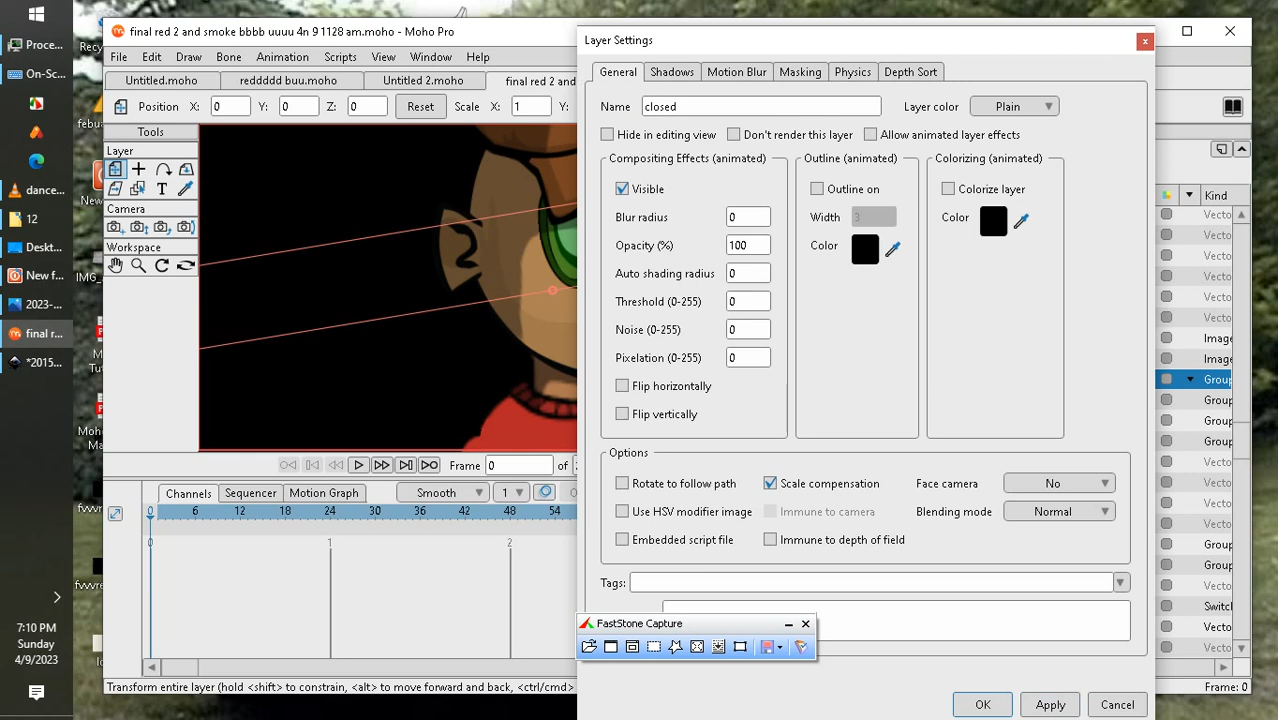 final red 2 and smoke bbbb uuuu 4n 9 1128 am.moho - Moho Pro
File Edit Draw Bone Animation Scripts View Window Help
Untitled.moho reddddd buu.moho Untitled 2.moho final red 2 and
Position X: 0 Y: 0 Z: 0 Reset Scale X: 1 Y:
Tools
Layer
Camera
Workspace
Kind
Vecto
Vecto
Vecto
Vecto
Vecto
Vecto
Image
Image
Group
Group
Group
Group
Group
Group
Vecto
Switch
Vecto
Frame 0 of
Channels Sequencer Motion Graph Smooth 1
0 6 12 18 24 30 36 42 48 54
0 1 2
Transform entire layer (hold <shift> to constrain, <alt> to move forward and back, <ctrl/cmd>
Frame: 0
Layer Settings
General Shadows Motion Blur Masking Physics Depth Sort
Name closed Layer color Plain
Hide in editing view Don't render this layer Allow animated layer effects
Compositing Effects (animated)
Visible
Blur radius 0
Opacity (%) 100
Auto shading radius 0
Threshold (0-255) 0
Noise (0-255) 0
Pixelation (0-255) 0
Flip horizontally
Flip vertically
Outline (animated)
Outline on
Width 3
Color
Colorizing (animated)
Colorize layer
Color
Options
Rotate to follow path Scale compensation Face camera No
Use HSV modifier image Immune to camera Blending mode Normal
Embedded script file Immune to depth of field
Tags:
FastStone Capture
OK Apply Cancel
Proce...
On-Sc...
dance...
12
Deskt...
New f...
2023-...
final r...
*2015...
7:10 PM
Sunday
4/9/2023
Recy
febua
New
IMG_
M
Tut
Moh
Ma
fvvvre